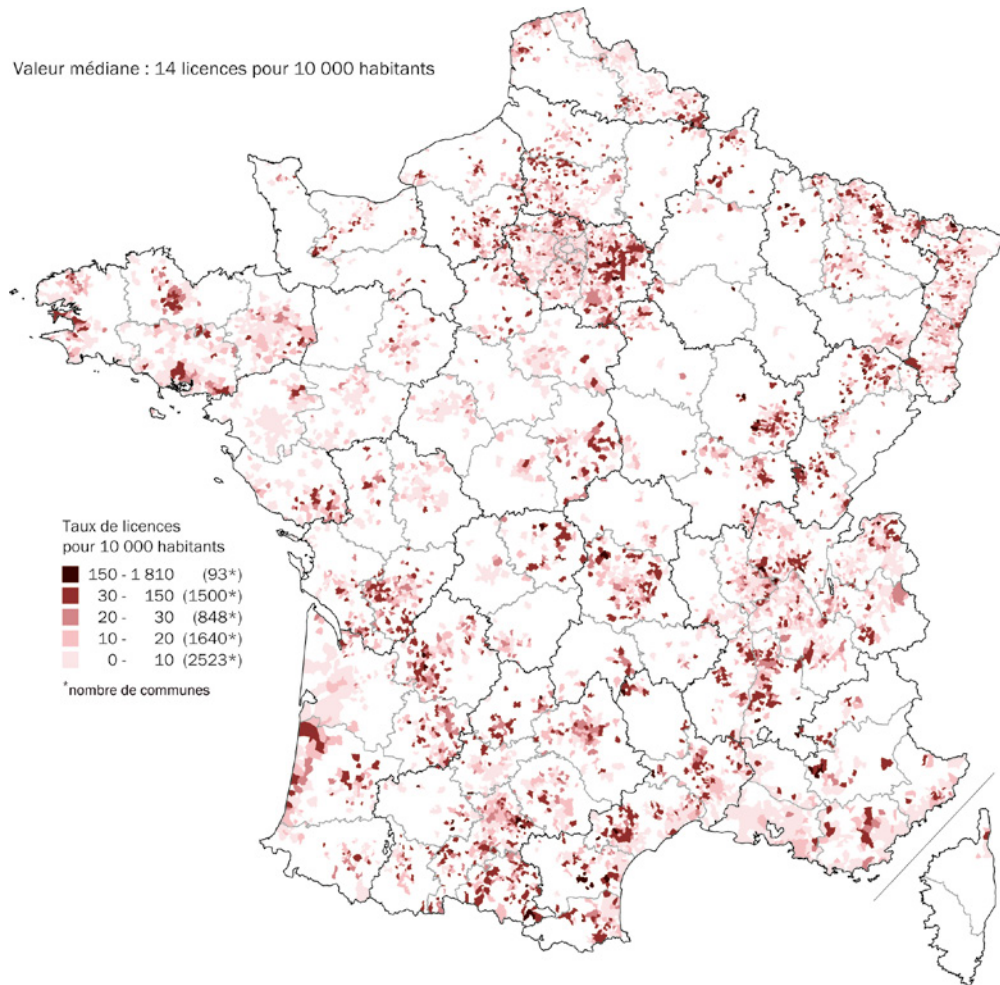 Valeur médiane : 14 licences pour 10 000 habitants
Taux de licences
pour 10 000 habitants
150 - 1 810 (93*)
30 - 150 (1500*)
20 - 30 (848*)
10 - 20 (1640*)
0 - 10 (2523*)
*nombre de communes